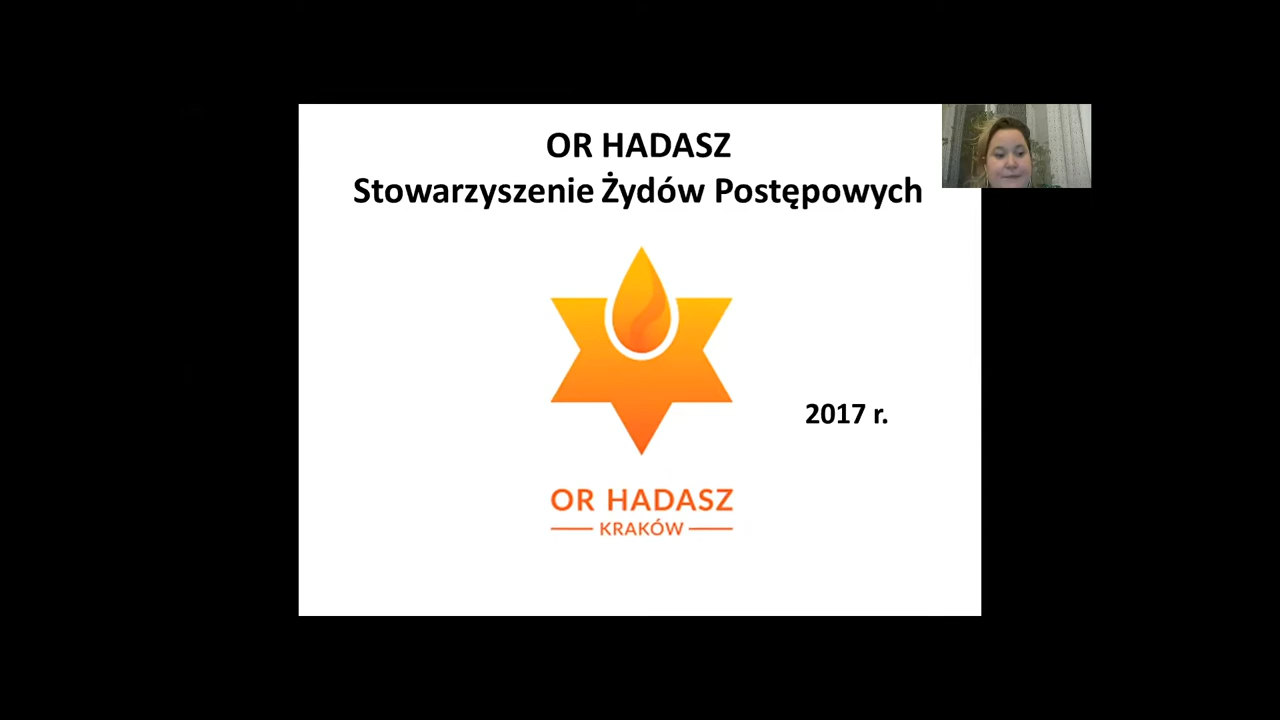 OR HADASZ
Stowarzyszenie Żydów Postępowych
2017 r.
OR HADASZ
KRAKÓW